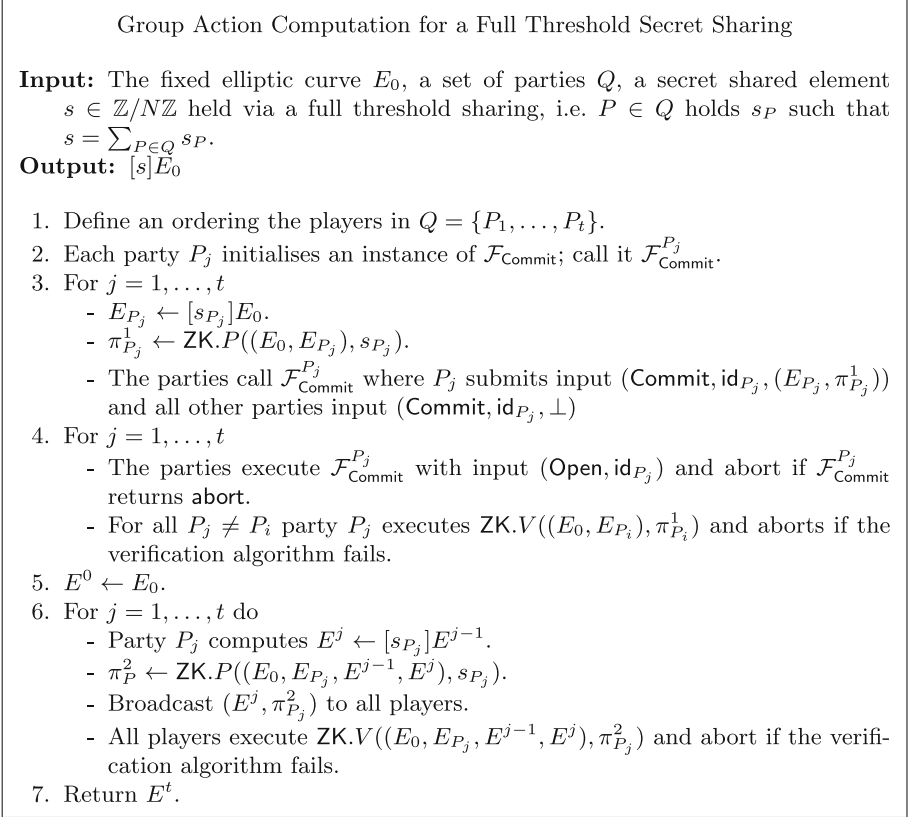 Group Action Computation for a Full Threshold Secret Sharing
Input: The fixed elliptic curve E_0, a set of parties Q, a secret shared element
s ∈ ℤ/Nℤ held via a full threshold sharing, i.e. P ∈ Q holds s_P such that
s = ∑_{P∈Q} s_P.
Output: [s]E_0
1. Define an ordering the players in Q = {P_1, . . . , P_t}.
2. Each party P_j initialises an instance of ℱ_Commit; call it ℱ_Commit^{P_j}.
3. For j = 1, . . . , t
- E_{P_j} ← [s_{P_j}]E_0.
- π^1_{P_j} ← ZK.P((E_0, E_{P_j}), s_{P_j}).
- The parties call ℱ_Commit^{P_j} where P_j submits input (Commit, id_{P_j}, (E_{P_j}, π^1_{P_j}))
and all other parties input (Commit, id_{P_j}, ⊥)
4. For j = 1, . . . , t
- The parties execute ℱ_Commit^{P_j} with input (Open, id_{P_j}) and abort if ℱ_Commit^{P_j}
returns abort.
- For all P_j ≠ P_i party P_j executes ZK.V((E_0, E_{P_i}), π^1_{P_i}) and aborts if the
verification algorithm fails.
5. E^0 ← E_0.
6. For j = 1, . . . , t do
- Party P_j computes E^j ← [s_{P_j}]E^{j−1}.
- π^2_P ← ZK.P((E_0, E_{P_j}, E^{j−1}, E^j), s_{P_j}).
- Broadcast (E^j, π^2_{P_j}) to all players.
- All players execute ZK.V((E_0, E_{P_j}, E^{j−1}, E^j), π^2_{P_j}) and abort if the verifi-
cation algorithm fails.
7. Return E^t.